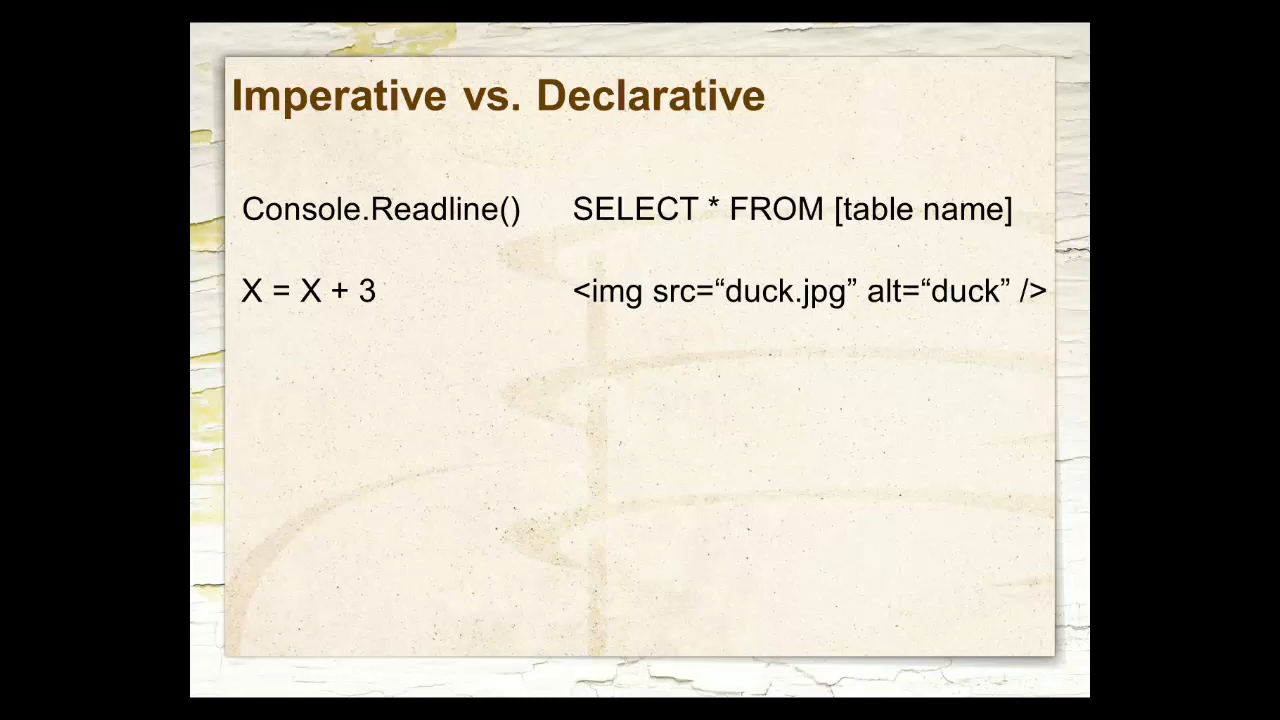 Imperative vs. Declarative
Console.Readline() SELECT * FROM [table name]
X = X + 3 <img src=“duck.jpg” alt=“duck” />